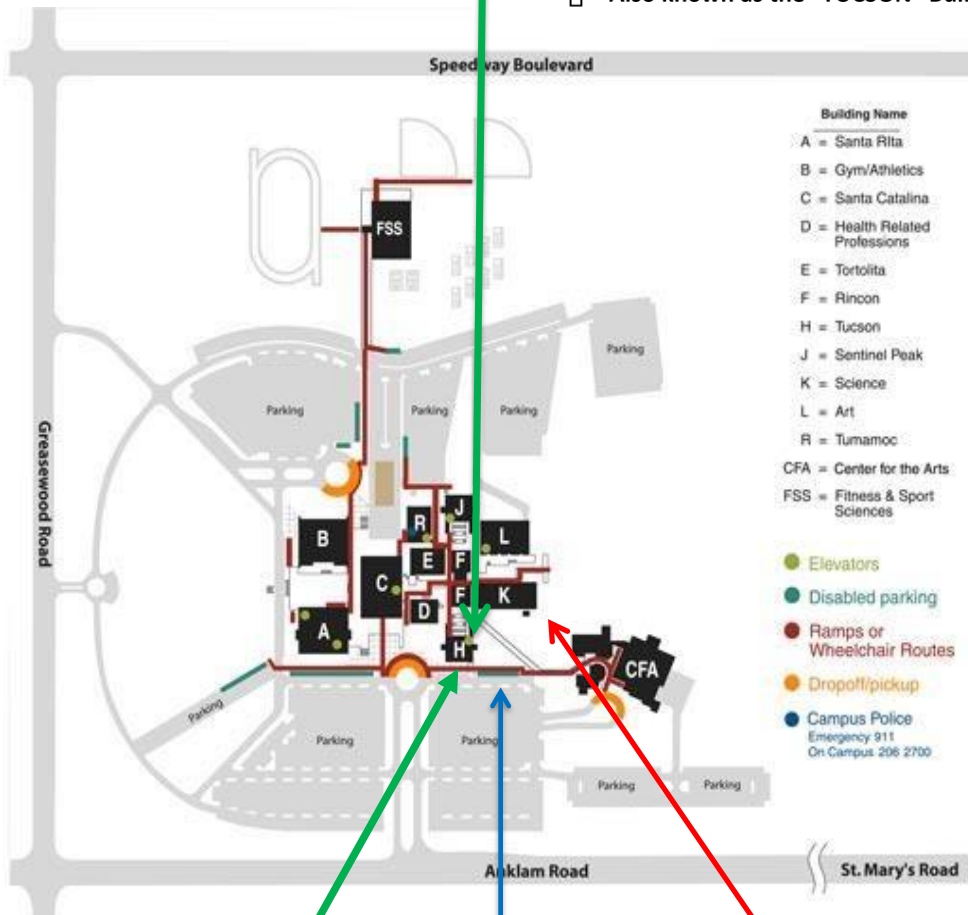 Also known as the "TUCSON"
Speedway Boulevard
Building Name
A = Santa RIta
B = Gym/Athletics
C = Santa Catalina
D = Health Related
Professions
E = Tortolita
F = Rincon
H = Tucson
J = Sentinel Peak
K = Science
L = Art
R = Tumamoc
CFA = Center for the Arts
FSS = Fitness & Sport
Sciences
Elevators
Disabled parking
Ramps or
Wheelchair Routes
Dropoff/pickup
Campus Police
Emergency 911
On Campus 206 2700
FSS
Parking
Parking
Parking
Parking
Greasewood Road
J
R
B
L
E
F
C
F
K
D
A
H
CFA
Parking
Parking
Parking
Parking
Parking
Anklam Road
St. Mary's Road